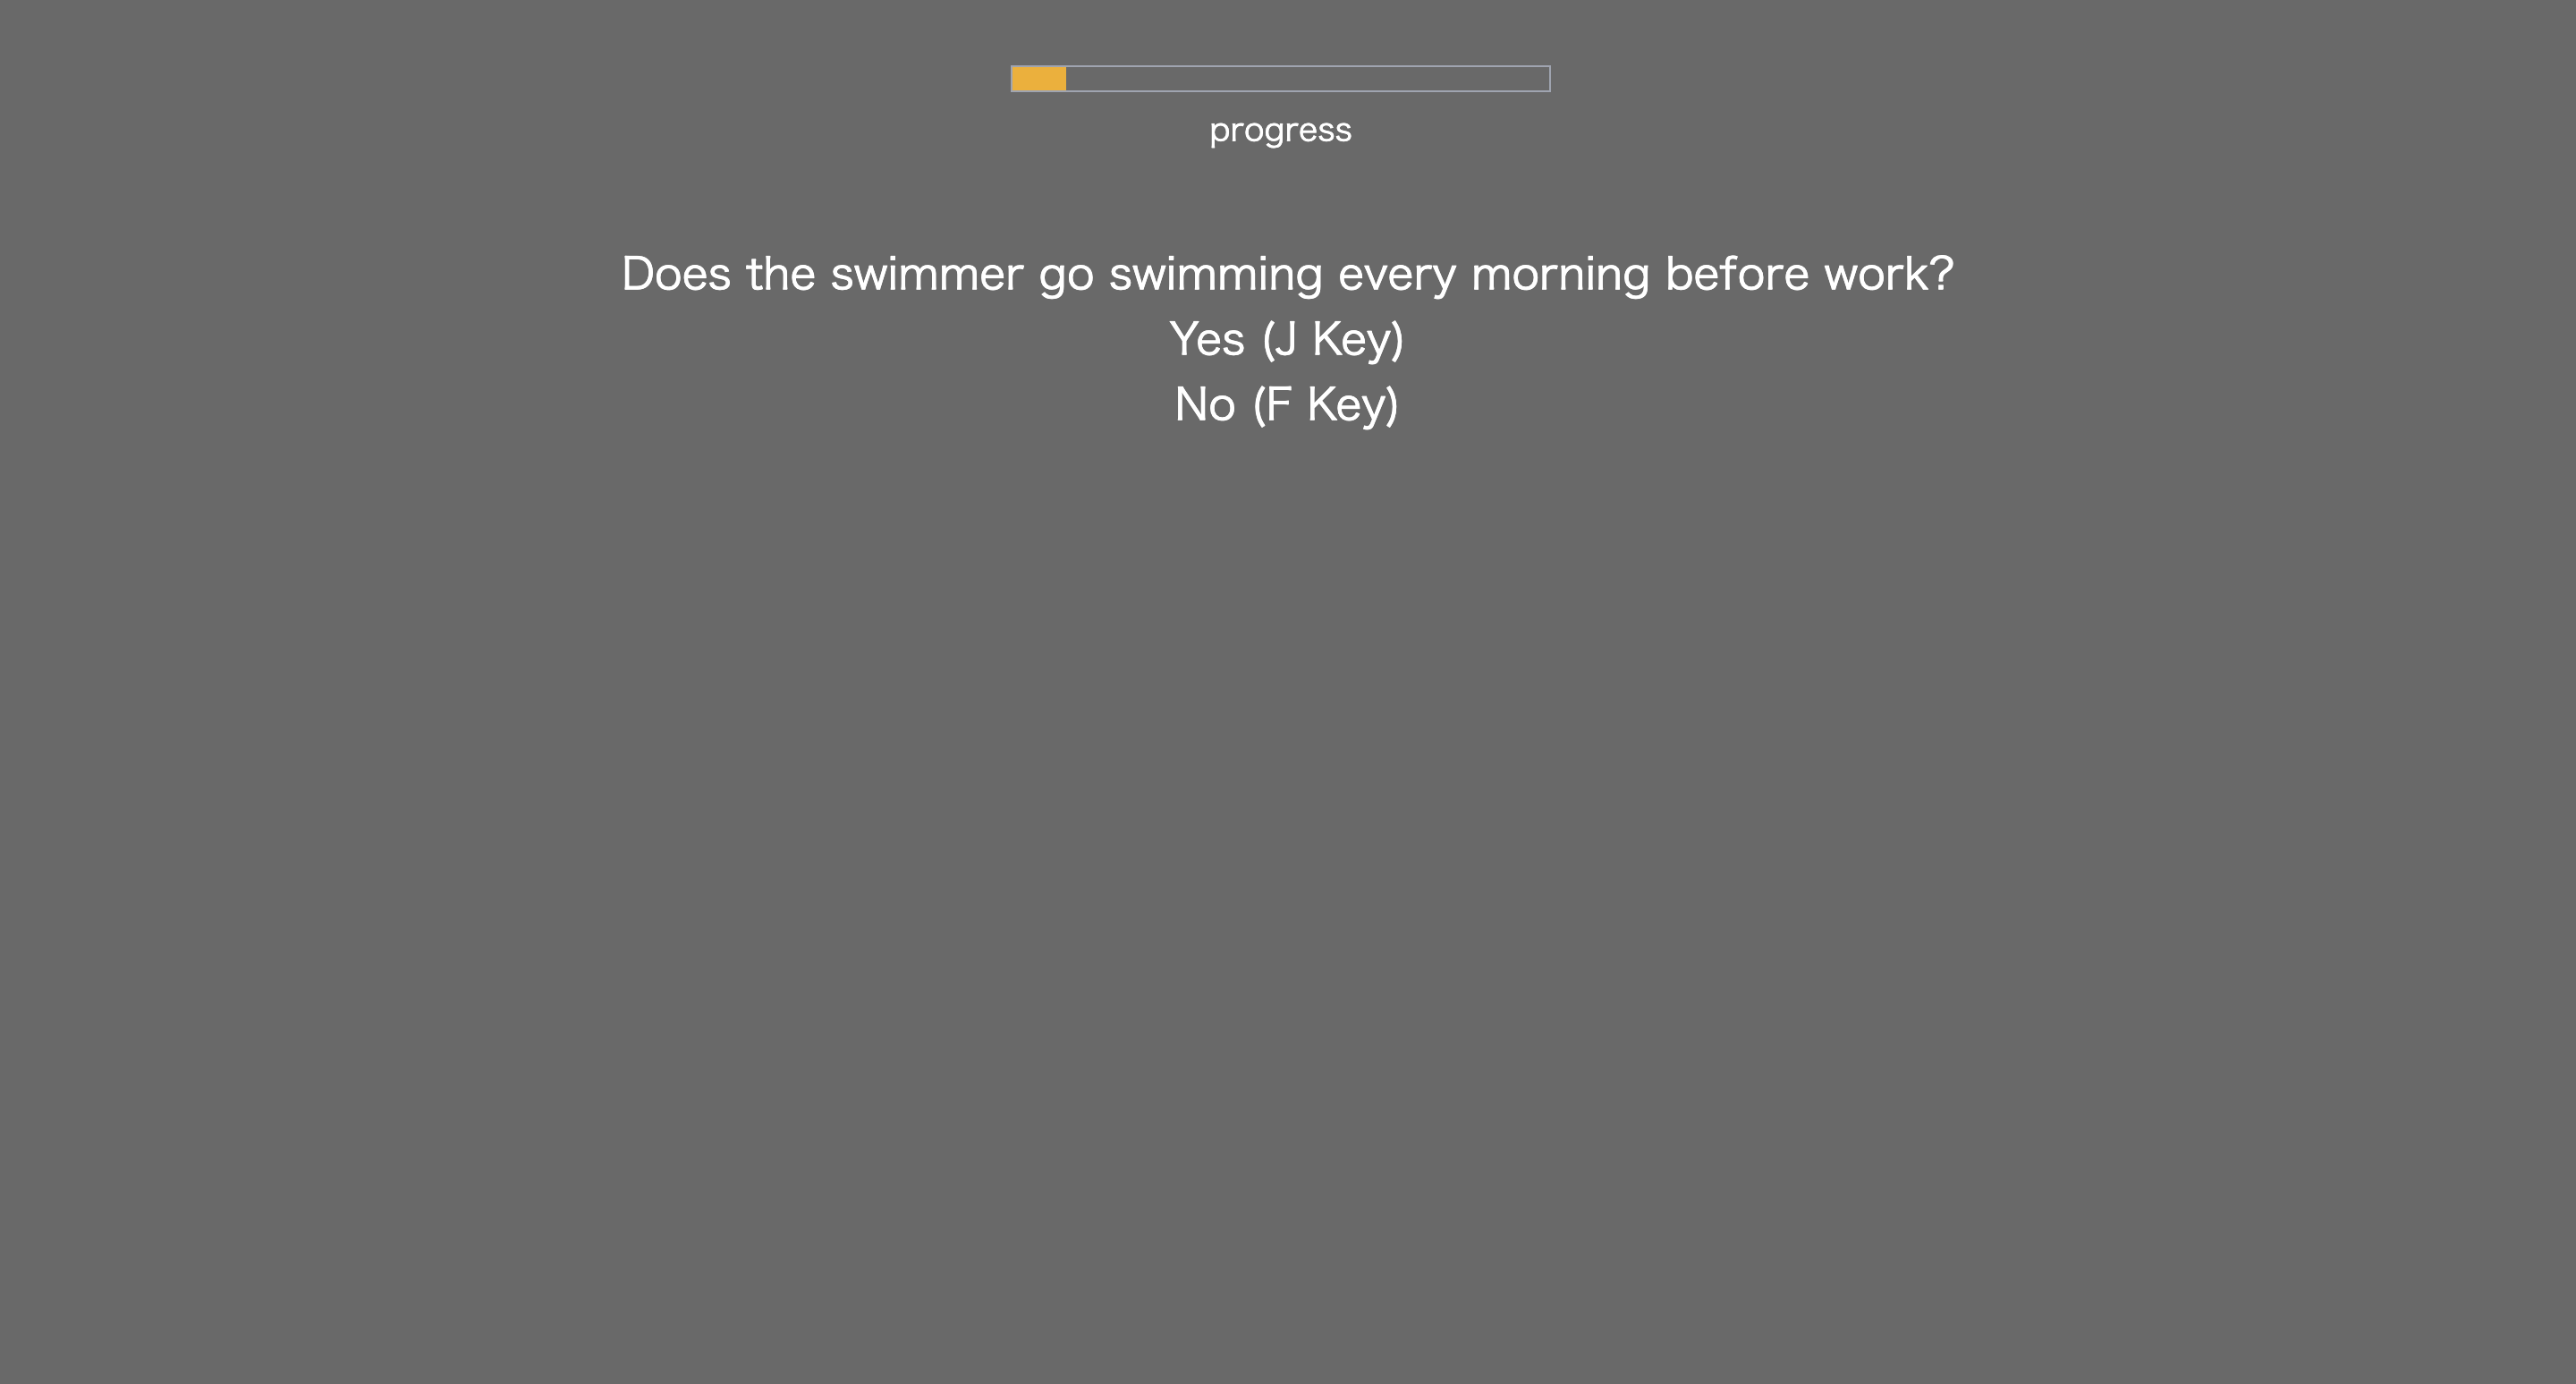 progress
Does the swimmer go swimming every morning before work?
Yes (J Key)
No (F Key)